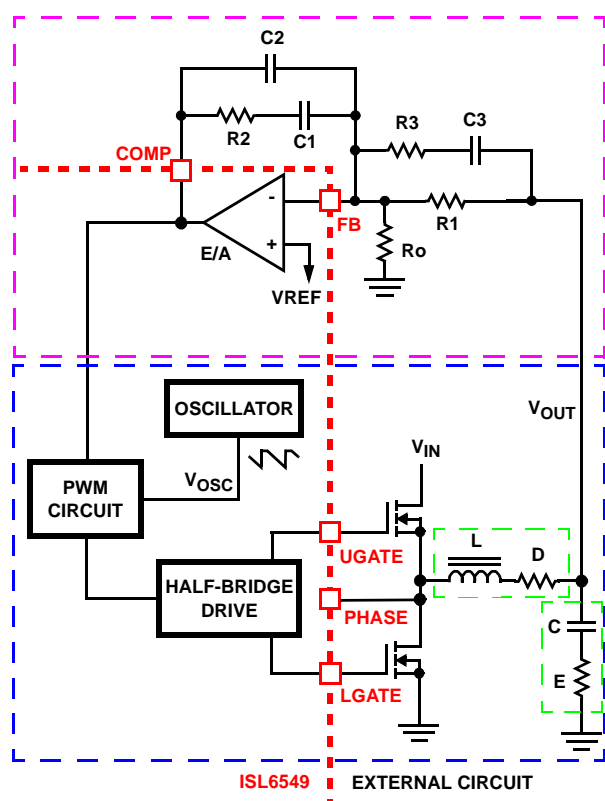 C2
R2
C1
R3
C3
COMP
-
+
E/A
FB
R1
Ro
VREF
OSCILLATOR
VOUT
VIN
PWM
CIRCUIT
VOSC
UGATE
L
D
HALF-BRIDGE
DRIVE
PHASE
C
E
LGATE
ISL6549
EXTERNAL CIRCUIT